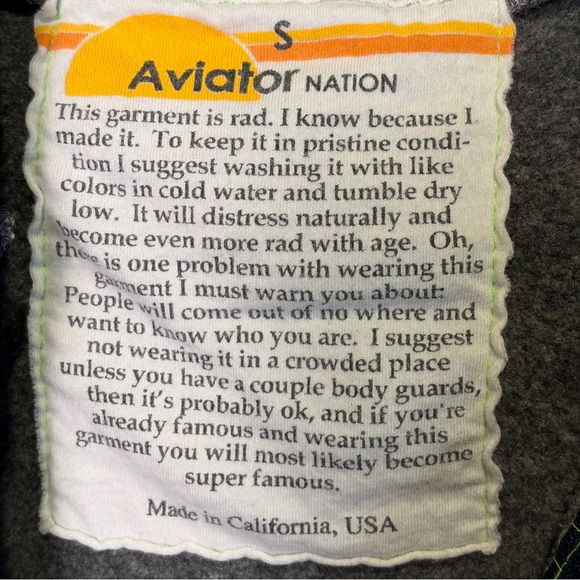 S
Aviator NATION
This garment is rad. I know because I
made it. To keep it in pristine condi-
tion I suggest washing it with like
colors in cold water and tumble dry
low. It will distress naturally and
become even more rad with age. Oh,
there is one problem with wearing this
garment I must warn you about:
People will come out of no where and
want to know who you are. I suggest
not wearing it in a crowded place
unless you have a couple body guards,
then it's probably ok, and if you're
already famous and wearing this
garment you will most likely become
super famous.
Made in California, USA